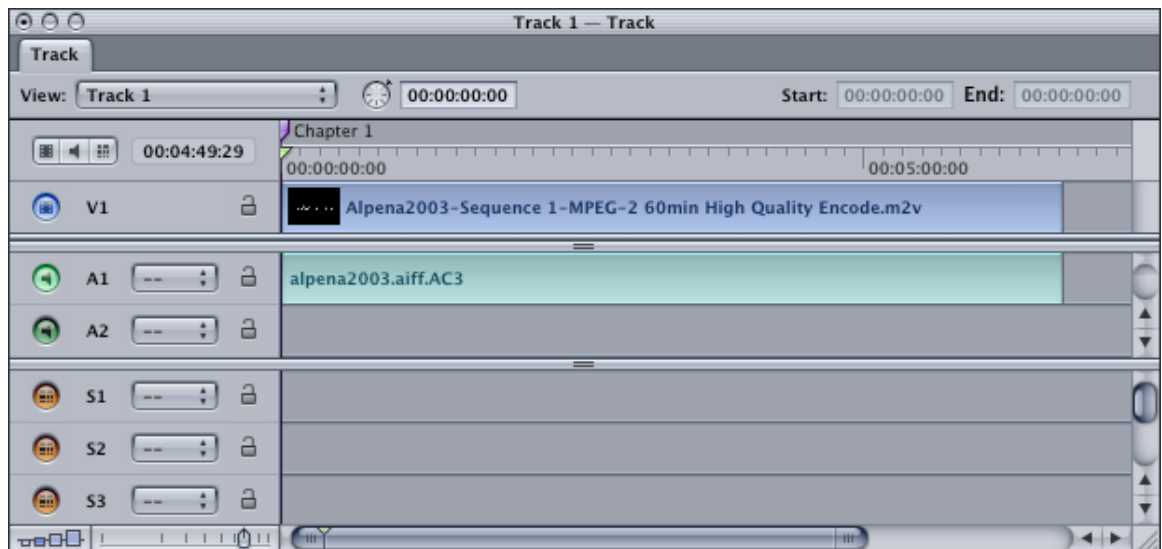 Track 1 — Track
Track
View: Track 1 00:00:00:00 Start: 00:00:00:00 End: 00:00:00:00
Chapter 1
00:04:49:29
00:00:00:00 00:05:00:00
V1 Alpena2003-Sequence 1-MPEG-2 60min High Quality Encode.m2v
A1 -- alpena2003.aiff.AC3
A2 --
S1 --
S2 --
S3 --